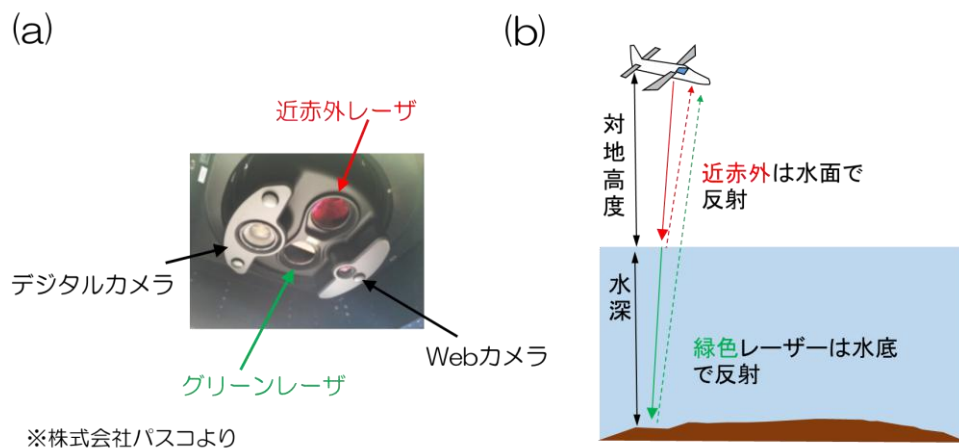 (a)
近赤外レーザ
デジタルカメラ
Webカメラ
グリーンレーザ
※株式会社パスコより
(b)
対地高度
近赤外は水面で
反射
水深
緑色レーザーは水底
で反射